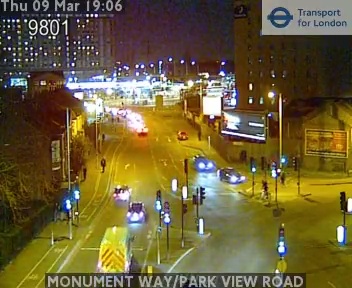 Thu 09 Mar 19:06
9801
Transport
for London
MONUMENT WAY/PARK VIEW ROAD